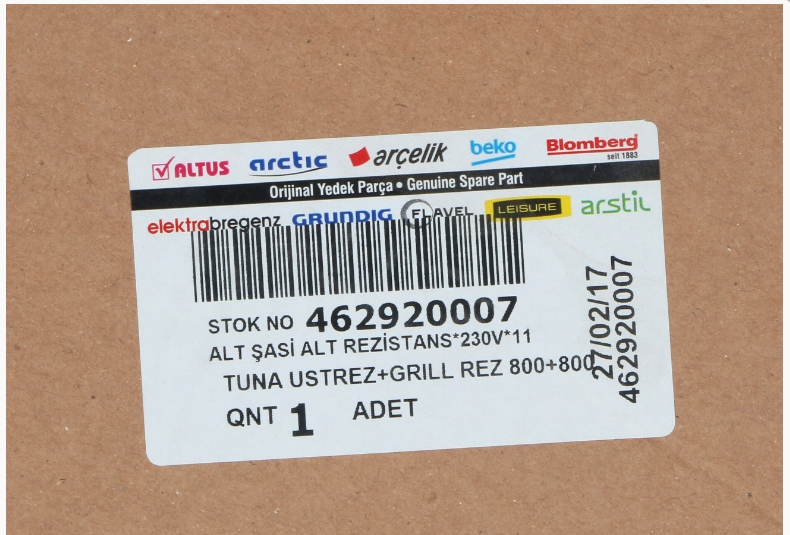 ALTUS arctic arçelik beko Blomberg
seit 1883
Orijinal Yedek Parça • Genuine Spare Part
elektrabregenz GRUNDIG FLAVEL LEISURE arstil
STOK NO 462920007
ALT ŞASİ ALT REZİSTANS*230V*11
TUNA USTREZ+GRILL REZ 800+800
QNT 1 ADET
27/02/17
462920007